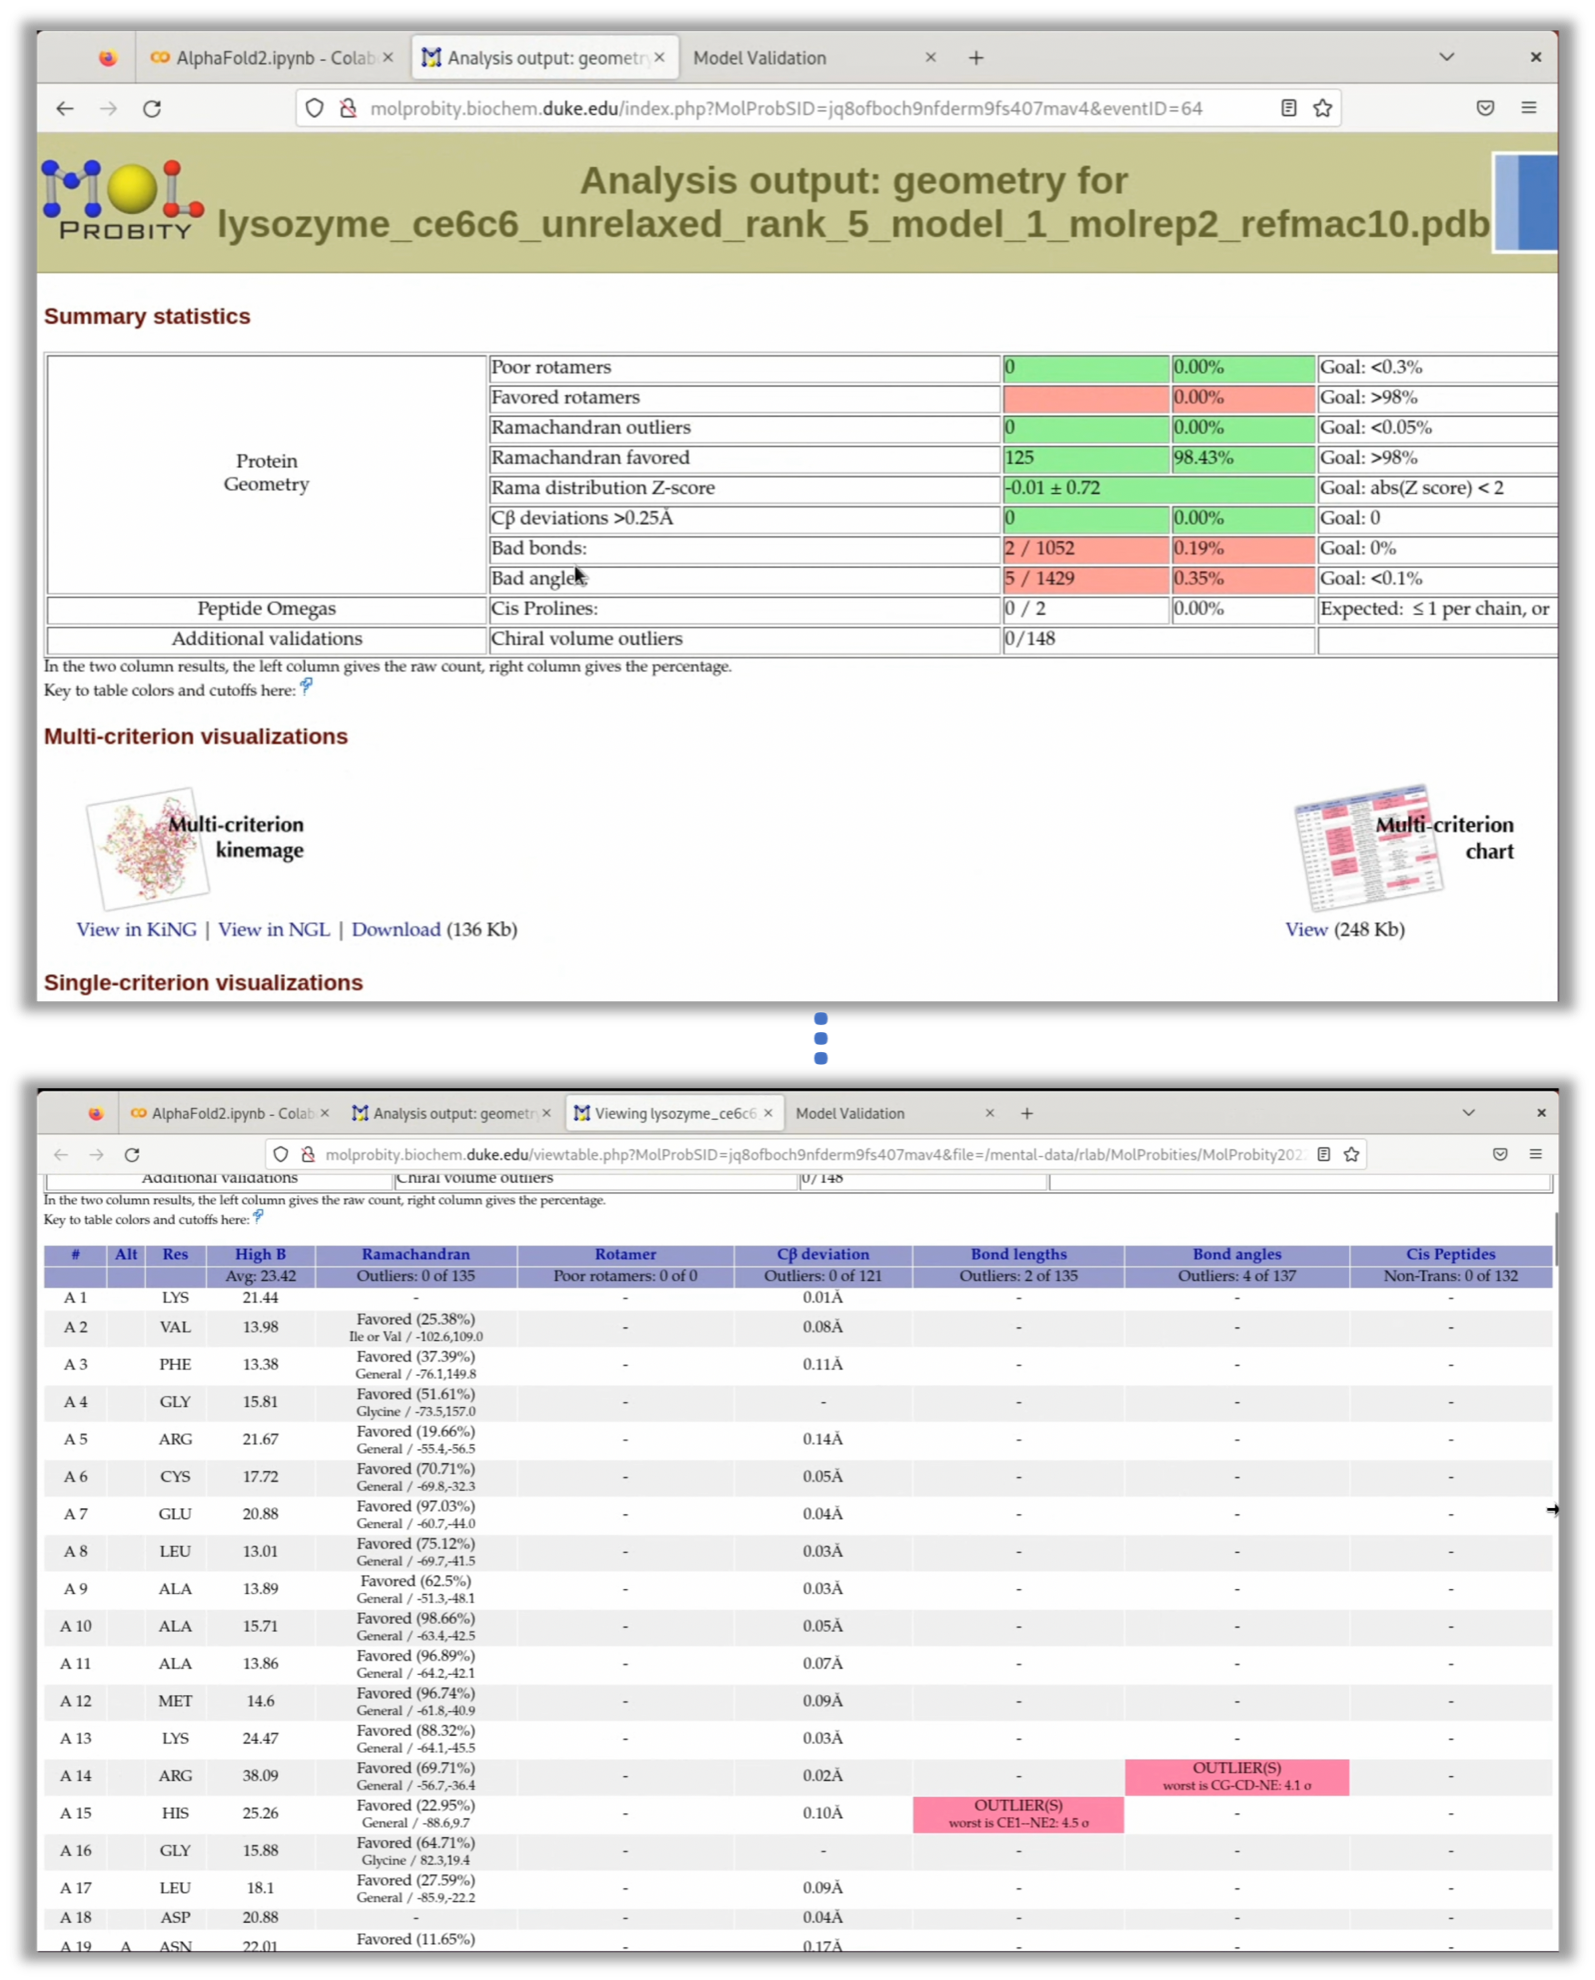 AlphaFold2.ipynb - Colab × Analysis output: geometr × Model Validation × +
molprobity.biochem.duke.edu/index.php?MolProbSID=jq8ofboch9nfderm9fs407mav4&eventID=64
MOL PROBITY
Analysis output: geometry for
lysozyme_ce6c6_unrelaxed_rank_5_model_1_molrep2_refmac10.pdb
Summary statistics
Protein Geometry
Poor rotamers 0 0.00% Goal: <0.3%
Favored rotamers 0.00% Goal: >98%
Ramachandran outliers 0 0.00% Goal: <0.05%
Ramachandran favored 125 98.43% Goal: >98%
Rama distribution Z-score -0.01 ± 0.72 Goal: abs(Z score) < 2
Cβ deviations >0.25Å 0 0.00% Goal: 0
Bad bonds: 2 / 1052 0.19% Goal: 0%
Bad angles: 5 / 1429 0.35% Goal: <0.1%
Peptide Omegas Cis Prolines: 0 / 2 0.00% Expected: ≤ 1 per chain, or
Additional validations Chiral volume outliers 0/148
In the two column results, the left column gives the raw count, right column gives the percentage.
Key to table colors and cutoffs here: ?
Multi-criterion visualizations
Multi-criterion kinemage
Multi-criterion chart
View in KiNG | View in NGL | Download (136 Kb)
View (248 Kb)
Single-criterion visualizations
AlphaFold2.ipynb - Colab × Analysis output: geometr × Viewing lysozyme_ce6c6 × Model Validation × +
molprobity.biochem.duke.edu/viewtable.php?MolProbSID=jq8ofboch9nfderm9fs407mav4&file=/mental-data/rlab/MolProbities/MolProbity202
Additional validations Chiral volume outliers 0/148
In the two column results, the left column gives the raw count, right column gives the percentage.
Key to table colors and cutoffs here: ?
# Alt Res High B Ramachandran Rotamer Cβ deviation Bond lengths Bond angles Cis Peptides
Avg: 23.42 Outliers: 0 of 135 Poor rotamers: 0 of 0 Outliers: 0 of 121 Outliers: 2 of 135 Outliers: 4 of 137 Non-Trans: 0 of 132
A 1 LYS 21.44 - - 0.01Å - - -
A 2 VAL 13.98 Favored (25.38%) Ile or Val / -102.6,109.0 - 0.08Å - - -
A 3 PHE 13.38 Favored (37.39%) General / -76.1,149.8 - 0.11Å - - -
A 4 GLY 15.81 Favored (51.61%) Glycine / -73.5,157.0 - - - - -
A 5 ARG 21.67 Favored (19.66%) General / -55.4,-56.5 - 0.14Å - - -
A 6 CYS 17.72 Favored (70.71%) General / -69.8,-32.3 - 0.05Å - - -
A 7 GLU 20.88 Favored (97.03%) General / -60.7,-44.0 - 0.04Å - - -
A 8 LEU 13.01 Favored (75.12%) General / -69.7,-41.5 - 0.03Å - - -
A 9 ALA 13.89 Favored (62.5%) General / -51.3,-48.1 - 0.03Å - - -
A 10 ALA 15.71 Favored (98.66%) General / -63.4,-42.5 - 0.05Å - - -
A 11 ALA 13.86 Favored (96.89%) General / -64.2,-42.1 - 0.07Å - - -
A 12 MET 14.6 Favored (96.74%) General / -61.8,-40.9 - 0.09Å - - -
A 13 LYS 24.47 Favored (88.32%) General / -64.1,-45.5 - 0.03Å - - -
A 14 ARG 38.09 Favored (69.71%) General / -56.7,-36.4 - 0.02Å - OUTLIER(S) worst is CG-CD-NE: 4.1 σ -
A 15 HIS 25.26 Favored (22.95%) General / -88.6,9.7 - 0.10Å OUTLIER(S) worst is CE1--NE2: 4.5 σ - -
A 16 GLY 15.88 Favored (64.71%) Glycine / 82.3,19.4 - - - - -
A 17 LEU 18.1 Favored (27.59%) General / -85.9,-22.2 - 0.09Å - - -
A 18 ASP 20.88 - - 0.04Å - - -
A 19 A ASN 22.01 Favored (11.65%) - 0.17Å - - -